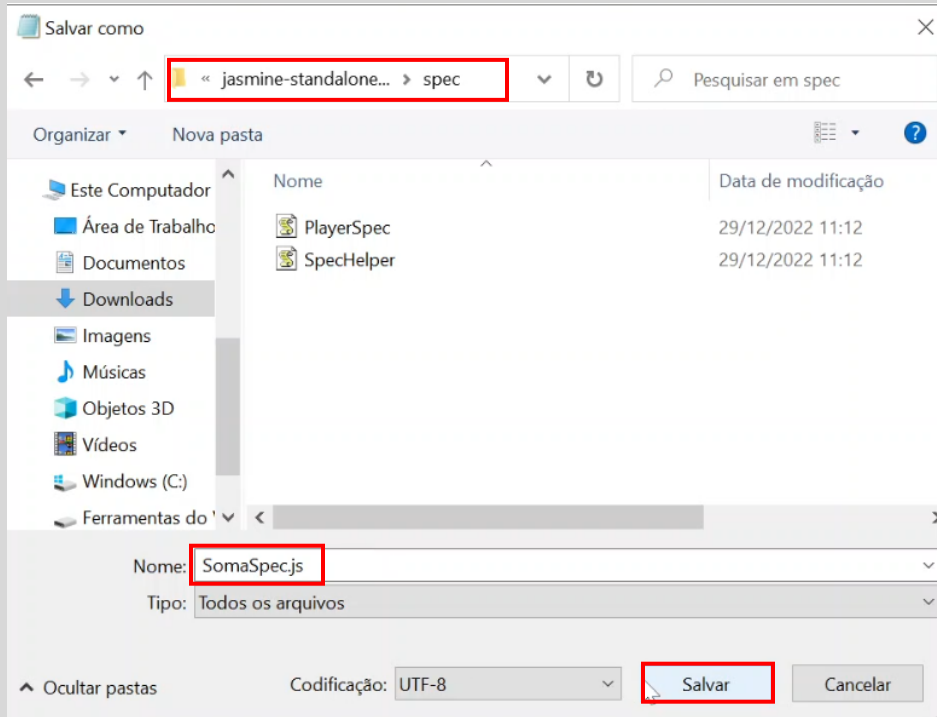 Salvar como
« jasmine-standalone... > spec
Pesquisar em spec
Organizar
Nova pasta
?
Nome
Data de modificação
Este Computador
Área de Trabalho
Documentos
Downloads
Imagens
Músicas
Objetos 3D
Vídeos
Windows (C:)
Ferramentas do
PlayerSpec
29/12/2022 11:12
SpecHelper
29/12/2022 11:12
Nome: SomaSpec.js
Tipo: Todos os arquivos
Ocultar pastas
Codificação: UTF-8
Salvar
Cancelar